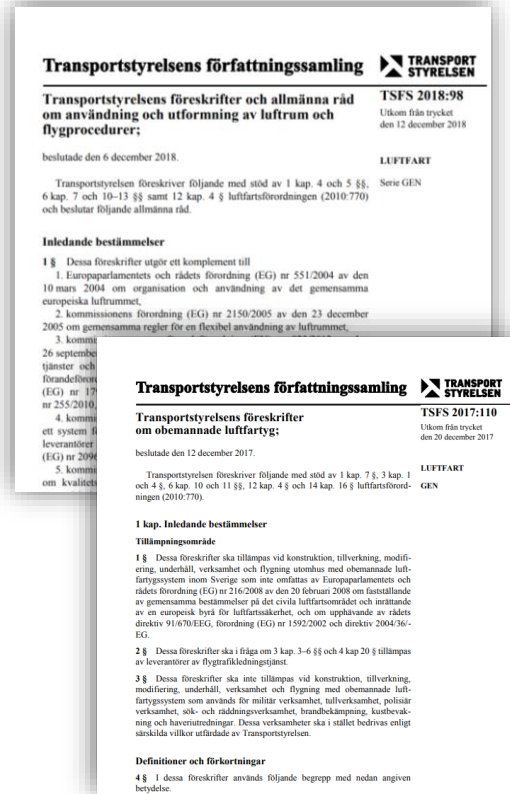 Transportstyrelsens författningssamling
TRANSPORT
STYRELSEN
Transportstyrelsens föreskrifter och allmänna råd
om användning och utformning av luftrum och
flygprocedurer;
TSFS 2018:98
Utkom från trycket
den 12 december 2018
beslutade den 6 december 2018.
LUFTFART
Transportstyrelsen föreskriver följande med stöd av 1 kap. 4 och 5 §§,
Serie GEN
6 kap. 7 och 10–13 §§ samt 12 kap. 4 § luftfartsförordningen (2010:770)
och beslutar följande allmänna råd.
Inledande bestämmelser
1 § Dessa föreskrifter utgör ett komplement till
1. Europaparlamentets och rådets förordning (EG) nr 551/2004 av den
10 mars 2004 om organisation och användning av det gemensamma
europeiska luftrummet,
2. kommissionens förordning (EG) nr 2150/2005 av den 23 december
2005 om gemensamma regler för en flexibel användning av luftrummet,
3. kommi
26 septembe
tjänster och
förandeföror
(EG) nr 17
nr 255/2010,
4. kommi
ett system f
leverantörer
(EG) nr 209
5. kommi
om kvalitets
Transportstyrelsens författningssamling
TRANSPORT
STYRELSEN
Transportstyrelsens föreskrifter
om obemannade luftfartyg;
TSFS 2017:110
Utkom från trycket
den 20 december 2017
beslutade den 12 december 2017.
LUFTFART
Transportstyrelsen föreskriver följande med stöd av 1 kap. 7 §, 3 kap. 1
och 4 §, 6 kap. 10 och 11 §§, 12 kap. 4 § och 14 kap. 16 § luftfartsförord-
GEN
ningen (2010:770).
1 kap. Inledande bestämmelser
Tillämpningsområde
1 § Dessa föreskrifter ska tillämpas vid konstruktion, tillverkning, modifi-
ering, underhåll, verksamhet och flygning utomhus med obemannade luft-
fartygssystem inom Sverige som inte omfattas av Europaparlamentets och
rådets förordning (EG) nr 216/2008 av den 20 februari 2008 om fastställande
av gemensamma bestämmelser på det civila luftfartsområdet och inrättande
av en europeisk byrå för luftfartssäkerhet, och om upphävande av rådets
direktiv 91/670/EEG, förordning (EG) nr 1592/2002 och direktiv 2004/36/-
EG.
2 § Dessa föreskrifter ska i fråga om 3 kap. 3–6 §§ och 4 kap 20 § tillämpas
av leverantörer av flygtrafikledningstjänst.
3 § Dessa föreskrifter ska inte tillämpas vid konstruktion, tillverkning,
modifiering, underhåll, verksamhet och flygning med obemannade luft-
fartygssystem som används för militär verksamhet, tullverksamhet, polisiär
verksamhet, sök- och räddningsverksamhet, brandbekämpning, kustbevak-
ning och haveriutredningar. Dessa verksamheter ska i stället bedrivas enligt
särskilda villkor utfärdade av Transportstyrelsen.
Definitioner och förkortningar
4 § I dessa föreskrifter används följande begrepp med nedan angiven
betydelse.